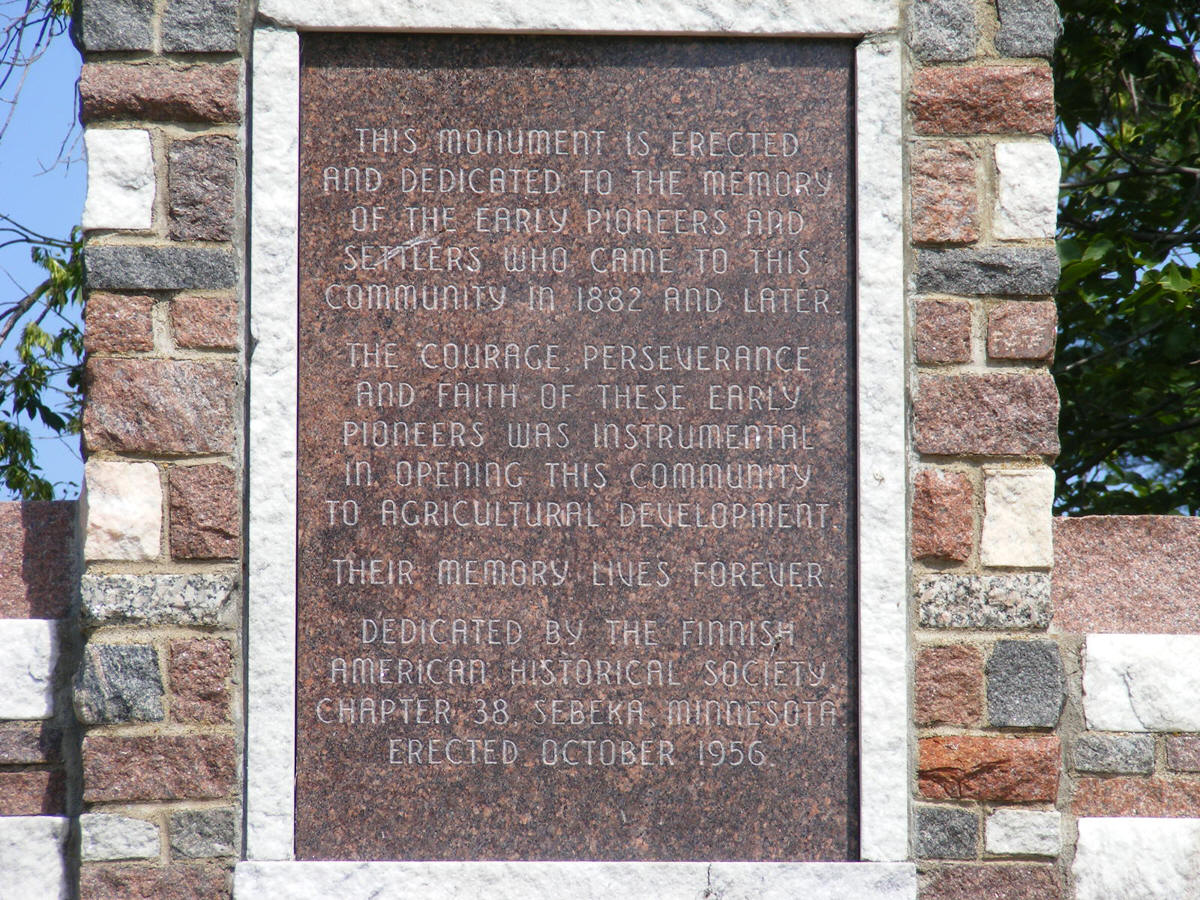 THIS MONUMENT IS ERECTED
AND DEDICATED TO THE MEMORY
OF THE EARLY PIONEERS AND
SETTLERS WHO CAME TO THIS
COMMUNITY IN 1882 AND LATER.
THE COURAGE, PERSEVERANCE
AND FAITH OF THESE EARLY
PIONEERS WAS INSTRUMENTAL
IN OPENING THIS COMMUNITY
TO AGRICULTURAL DEVELOPMENT.
THEIR MEMORY LIVES FOREVER.
DEDICATED BY THE FINNISH
AMERICAN HISTORICAL SOCIETY,
CHAPTER 38, SEBEKA, MINNESOTA
ERECTED OCTOBER 1956.